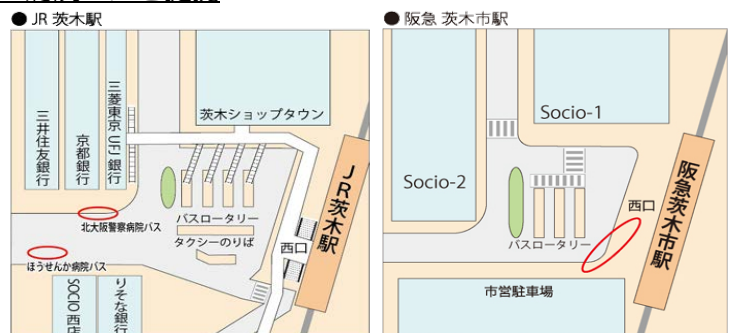 ● JR 茨木駅
三井住友銀行
京都銀行
三菱東京UFJ銀行
茨木ショップタウン
JR茨木駅
北大阪警察病院バス
バスロータリー
タクシーのりば
西口
ほうせんか病院バス
SOCIO 西店
りそな銀行
● 阪急 茨木市駅
Socio-1
Socio-2
阪急茨木市駅
西口
バスロータリー
市営駐車場